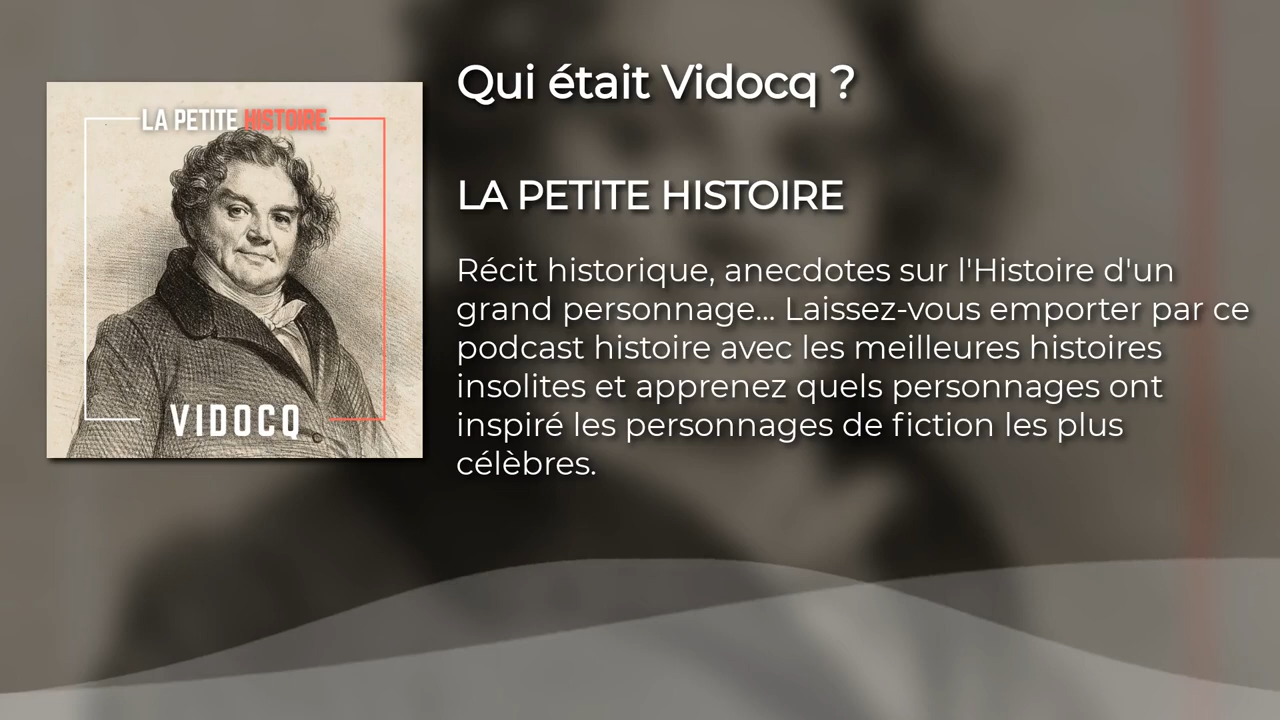 LA PETITE HISTOIRE
VIDOCQ
Qui était Vidocq ?
LA PETITE HISTOIRE
Récit historique, anecdotes sur l'Histoire d'un
grand personnage... Laissez-vous emporter par ce
podcast histoire avec les meilleures histoires
insolites et apprenez quels personnages ont
inspiré les personnages de fiction les plus
célèbres.